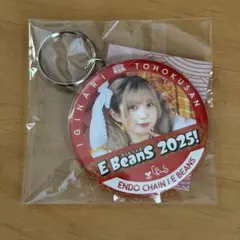 IGINARI TOHOKUSAN
E BeanS 2025!
ENDO CHAIN / E BEANS